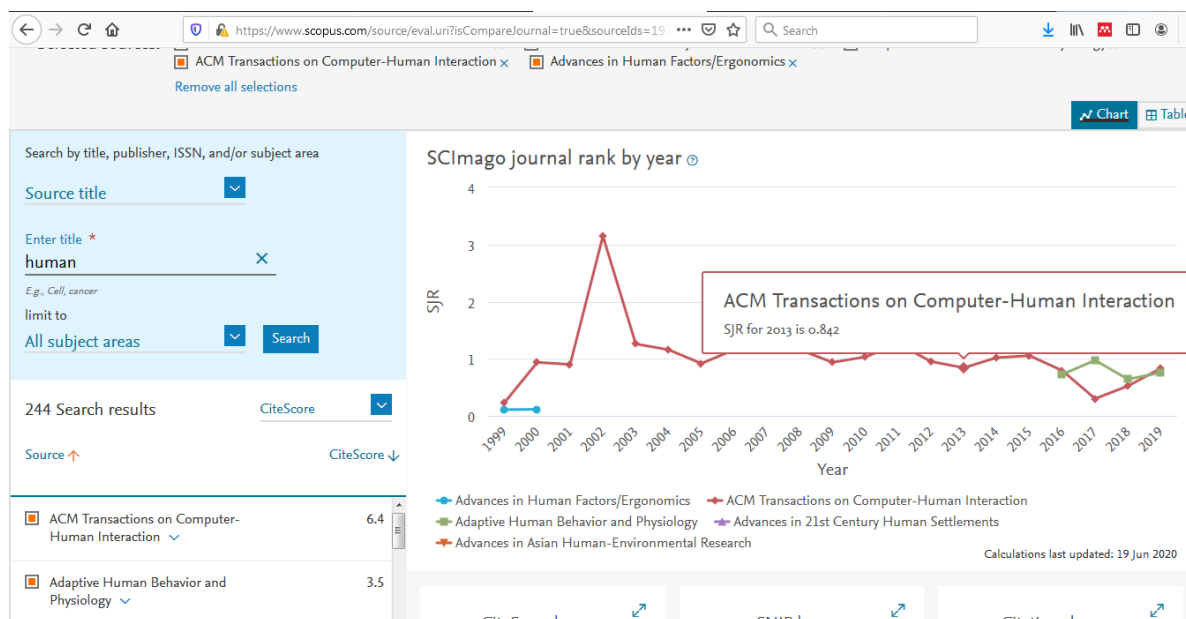 https://www.scopus.com/source/eval.uri?isCompareJournal=true&sourceIds=19
Search
ACM Transactions on Computer-Human Interaction x
Advances in Human Factors/Ergonomics x
Remove all selections
Chart
Table
Search by title, publisher, ISSN, and/or subject area
Source title
Enter title *
human
E.g., Cell, cancer
limit to
All subject areas
Search
244 Search results
CiteScore
Source
CiteScore
ACM Transactions on Computer-
Human Interaction
6.4
Adaptive Human Behavior and
Physiology
3.5
SCImago journal rank by year
4
3
2
1
0
SJR
ACM Transactions on Computer-Human Interaction
SJR for 2013 is 0.842
1999 2000 2001 2002 2003 2004 2005 2006 2007 2008 2009 2010 2011 2012 2013 2014 2015 2016 2017 2018 2019
Year
Advances in Human Factors/Ergonomics ACM Transactions on Computer-Human Interaction
Adaptive Human Behavior and Physiology Advances in 21st Century Human Settlements
Advances in Asian Human-Environmental Research
Calculations last updated: 19 Jun 2020